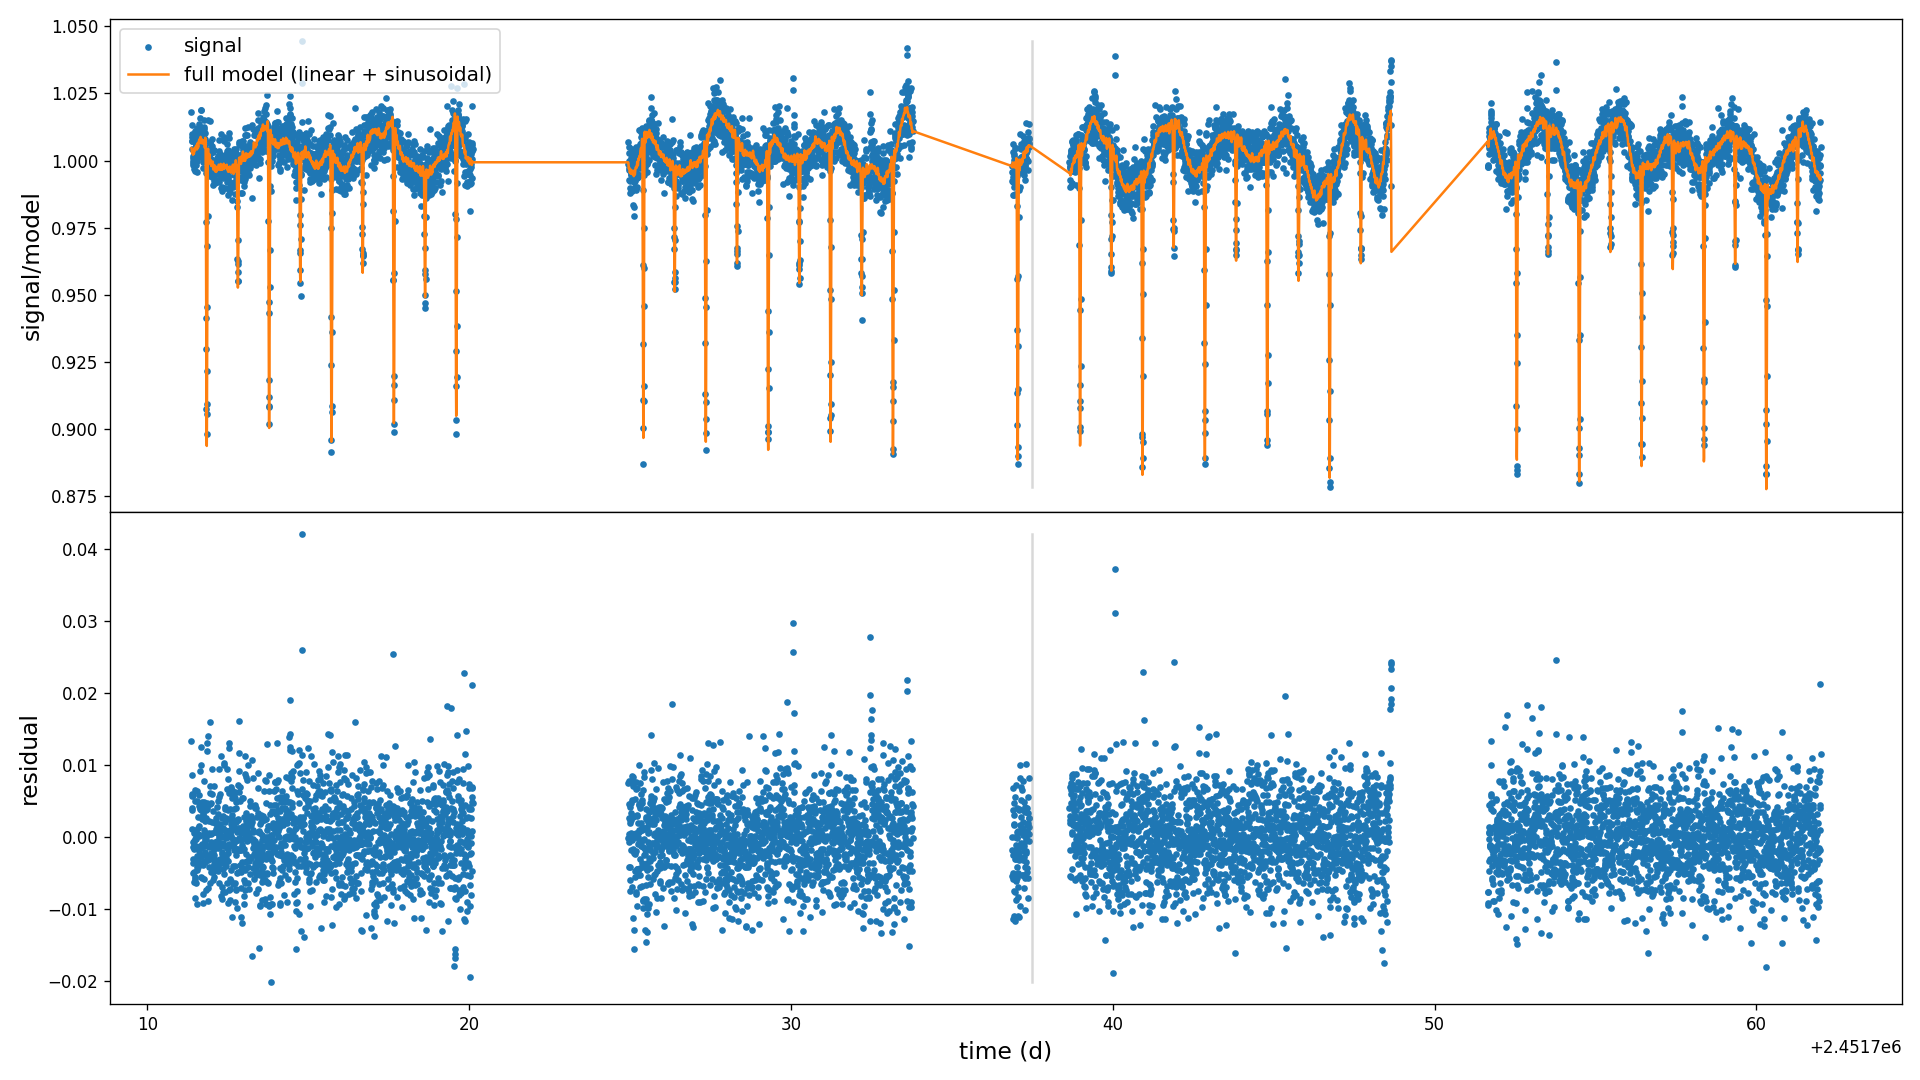 1.050
signal
full model (linear + sinusoidal)
1.025
1.000
0.975
0.950
0.925
0.900
0.875
signal/model
0.04
0.03
0.02
0.01
0.00
−0.01
−0.02
residual
10 20 30 40 50 60
time (d)
+2.4517e6